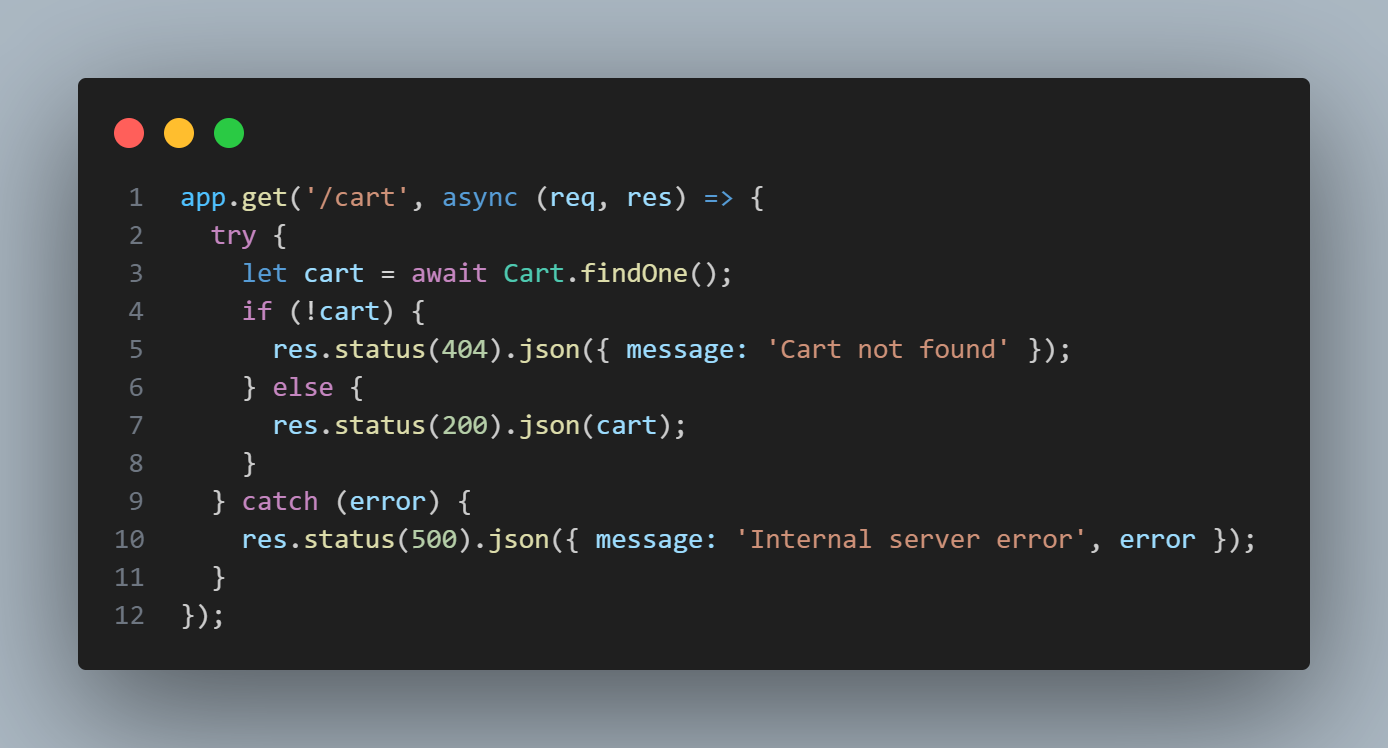 1 app.get('/cart', async (req, res) => {
2   try {
3     let cart = await Cart.findOne();
4     if (!cart) {
5       res.status(404).json({ message: 'Cart not found' });
6     } else {
7       res.status(200).json(cart);
8     }
9   } catch (error) {
10     res.status(500).json({ message: 'Internal server error', error });
11   }
12 });